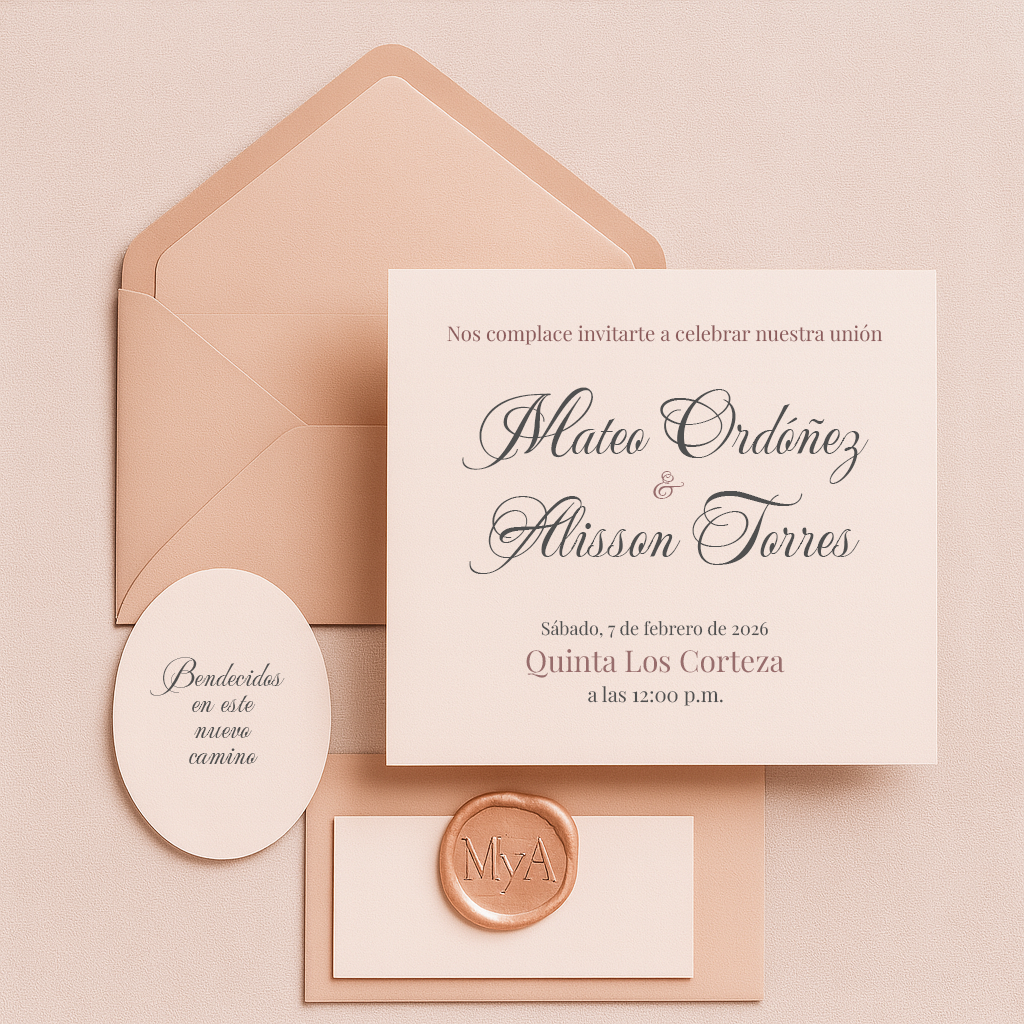 Nos complace invitarte a celebrar nuestra unión
Mateo Ordóñez
&
Alisson Torres
Sábado, 7 de febrero de 2026
Quinta Los Corteza
a las 12:00 p.m.
Bendecidos
en este
nuevo
camino
MyA